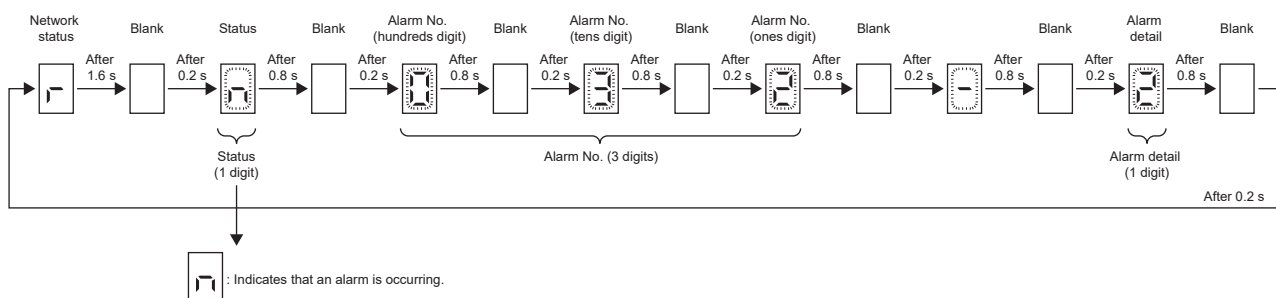 Network
status
Blank
Status
Blank
Alarm No.
(hundreds digit)
Blank
Alarm No.
(tens digit)
Blank
Alarm No.
(ones digit)
Blank
Blank
Alarm
detail
Blank
After
1.6 s
After
0.2 s
After
0.8 s
After
0.2 s
After
0.8 s
After
0.2 s
After
0.8 s
After
0.2 s
After
0.8 s
After
0.2 s
After
0.8 s
After
0.2 s
After
0.8 s
r
n
0
3
2
-
2
Status
(1 digit)
Alarm No. (3 digits)
Alarm detail
(1 digit)
After 0.2 s
n : Indicates that an alarm is occurring.